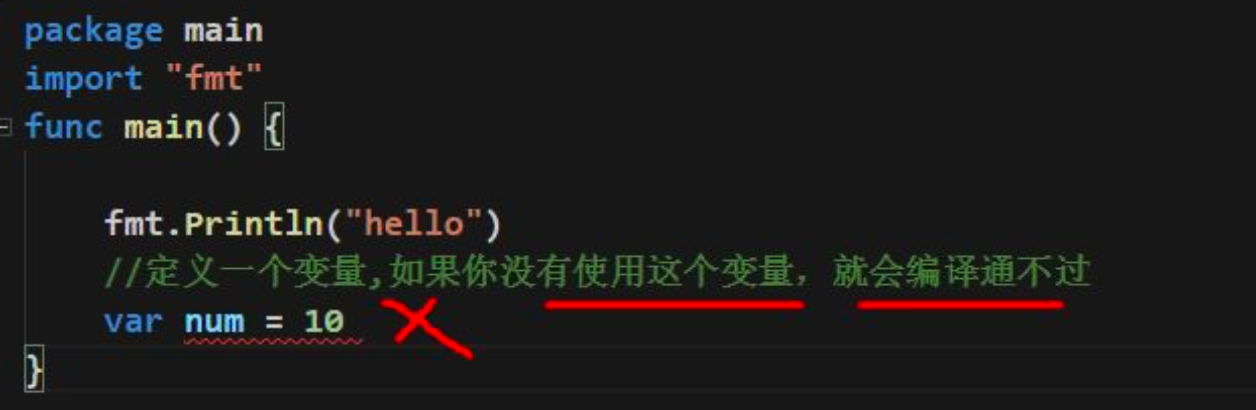 package main
import "fmt"
func main() {
fmt.Println("hello")
//定义一个变量,如果你没有使用这个变量，就会编译通不过
var num = 10
}